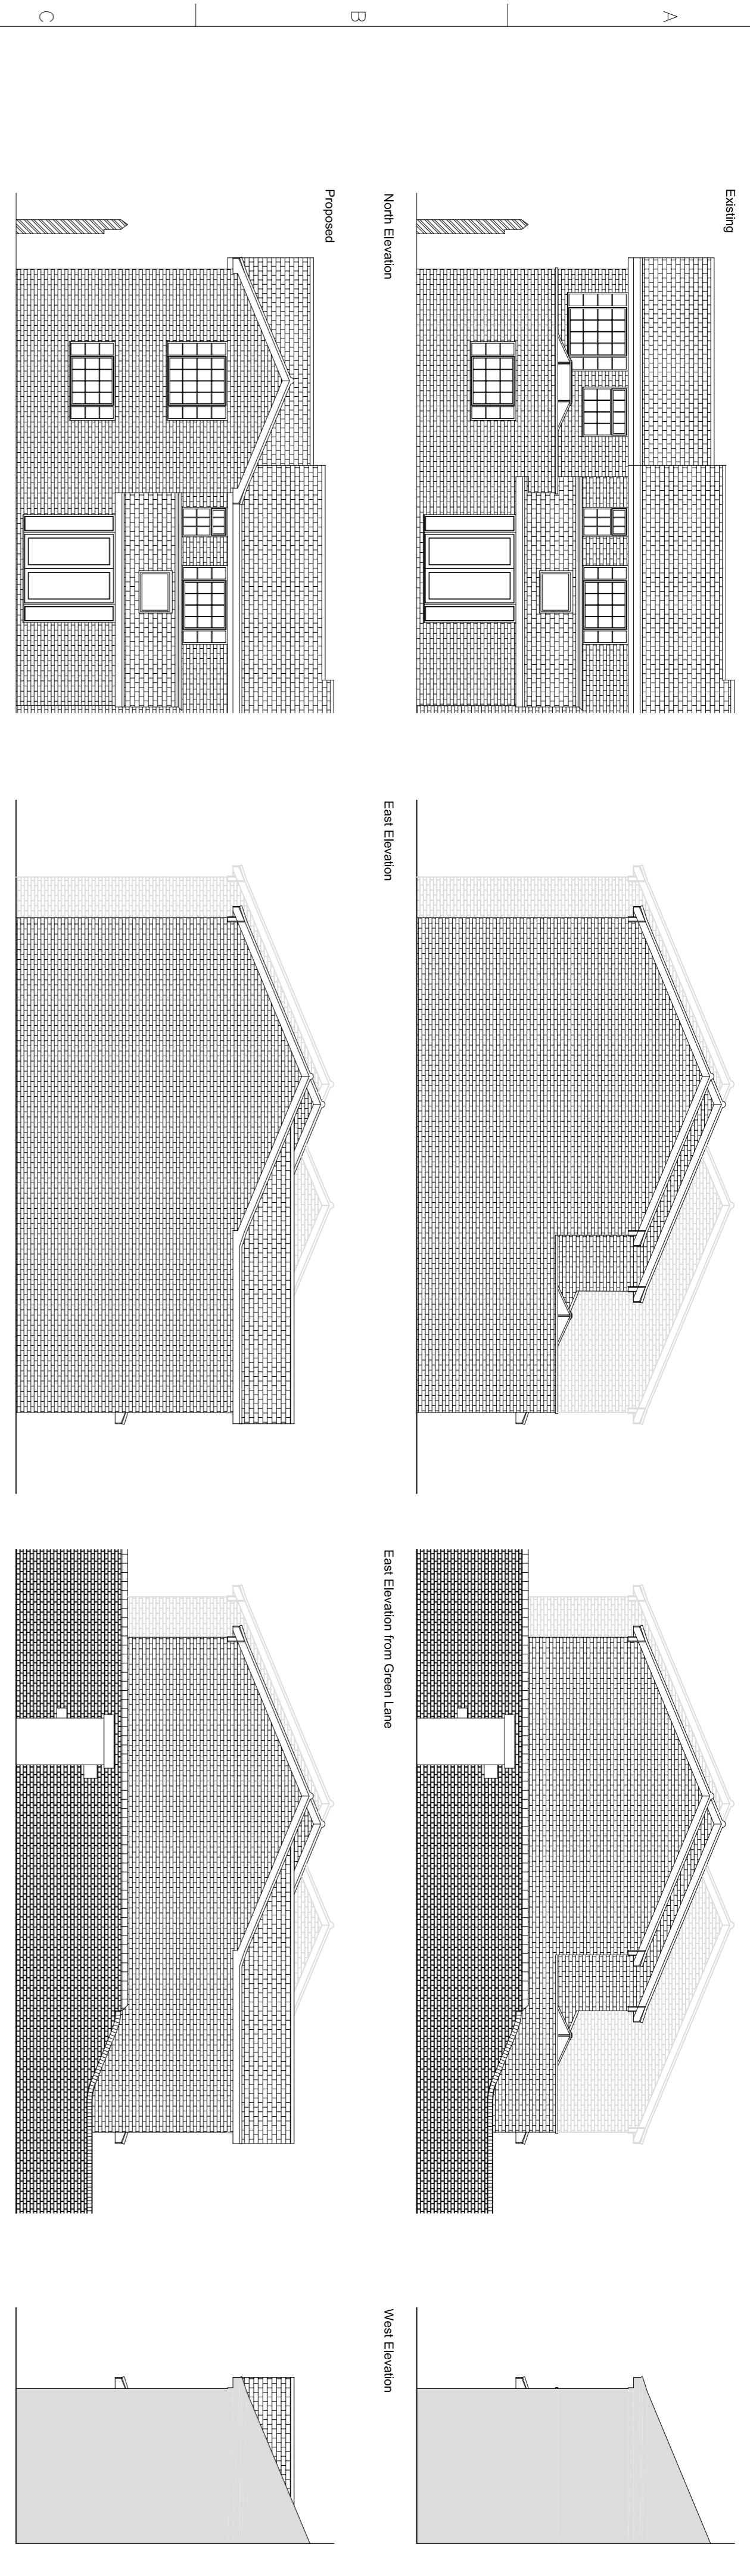 A
B
C
Existing
North Elevation
East Elevation
East Elevation from Green Lane
West Elevation
Proposed